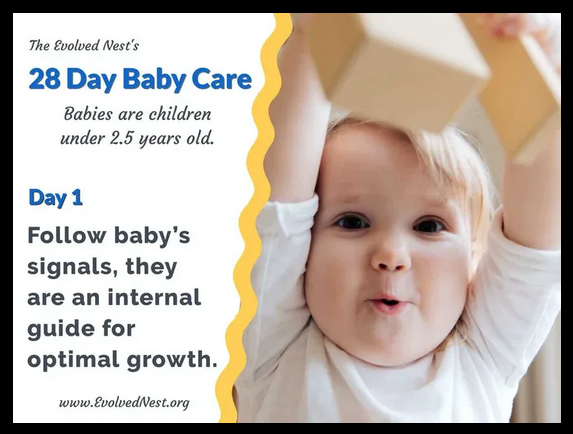 The Evolved Nest's
28 Day Baby Care
Babies are children
under 2.5 years old.
Day 1
Follow baby's
signals, they
are an internal
guide for
optimal growth.
www.EvolvedNest.org